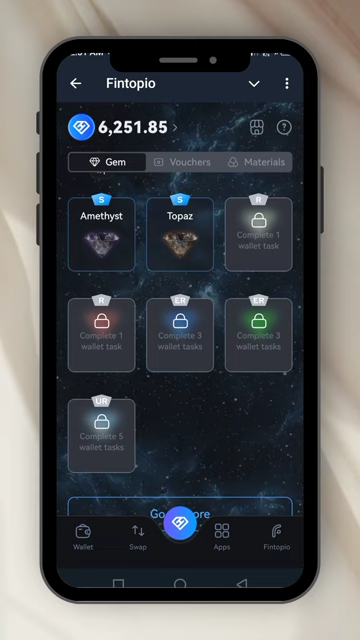 Fintopio
6,251.85
Gem
Vouchers
Materials
S
S
R
Amethyst
Topaz
Complete 1
wallet task
R
ER
ER
Complete 1
wallet task
Complete 3
wallet tasks
Complete 3
wallet tasks
UR
Complete 5
wallet tasks
Wallet
Swap
Apps
Fintopio